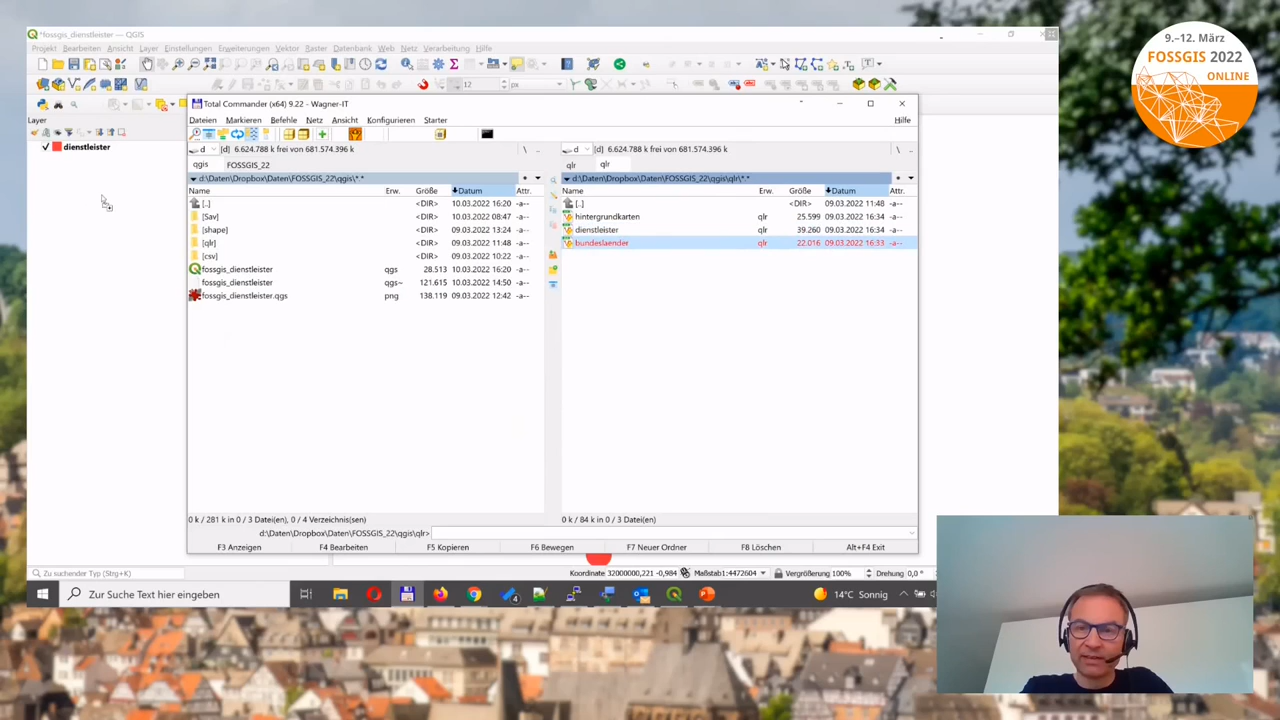 *fossgis_dienstleister — QGIS
Projekt Bearbeiten Ansicht Layer Einstellungen Erweiterungen Vektor Raster Datenbank Web Netz Verarbeitung Hilfe
12 px
Layer
dienstleister
Total Commander (x64) 9.22 - Wagner-IT
Dateien Markieren Befehle Netz Ansicht Konfigurieren Starter Hilfe
d [d] 6.624.788 k frei von 681.574.396 k \ ..
qgis FOSSGIS_22
d:\Daten\Dropbox\Daten\FOSSGIS_22\qgis\*.*
Name Erw. Größe Datum Attr.
[..] <DIR> 10.03.2022 16:20 -a--
[Sav] <DIR> 10.03.2022 08:47 -a--
[shape] <DIR> 09.03.2022 13:24 -a--
[qlr] <DIR> 09.03.2022 11:48 -a--
[csv] <DIR> 09.03.2022 10:22 -a--
fossgis_dienstleister qgs 28.513 10.03.2022 16:20 -a--
fossgis_dienstleister qgs~ 121.615 10.03.2022 14:50 -a--
fossgis_dienstleister.qgs png 138.119 09.03.2022 12:42 -a--
0 k / 281 k in 0 / 3 Datei(en), 0 / 4 Verzeichnis(sen)
d [d] 6.624.788 k frei von 681.574.396 k \ ..
qlr qlr
d:\Daten\Dropbox\Daten\FOSSGIS_22\qgis\qlr\*.*
Name Erw. Größe Datum Attr.
[..] <DIR> 09.03.2022 11:48 -a--
hintergrundkarten qlr 25.599 09.03.2022 16:34 -a--
dienstleister qlr 39.260 09.03.2022 16:34 -a--
bundeslaender qlr 22.016 09.03.2022 16:33 -a--
0 k / 84 k in 0 / 3 Datei(en)
d:\Daten\Dropbox\Daten\FOSSGIS_22\qgis\qlr>
F3 Anzeigen F4 Bearbeiten F5 Kopieren F6 Bewegen F7 Neuer Ordner F8 Löschen Alt+F4 Exit
Zu suchender Typ (Strg+K) Koordinate 32000000,221 -0,984 Maßstab 1:4472604 Vergrößerung 100% Drehung 0,0 °
Zur Suche Text hier eingeben 4 14°C Sonnig
9.–12. März
FOSSGIS 2022
ONLINE